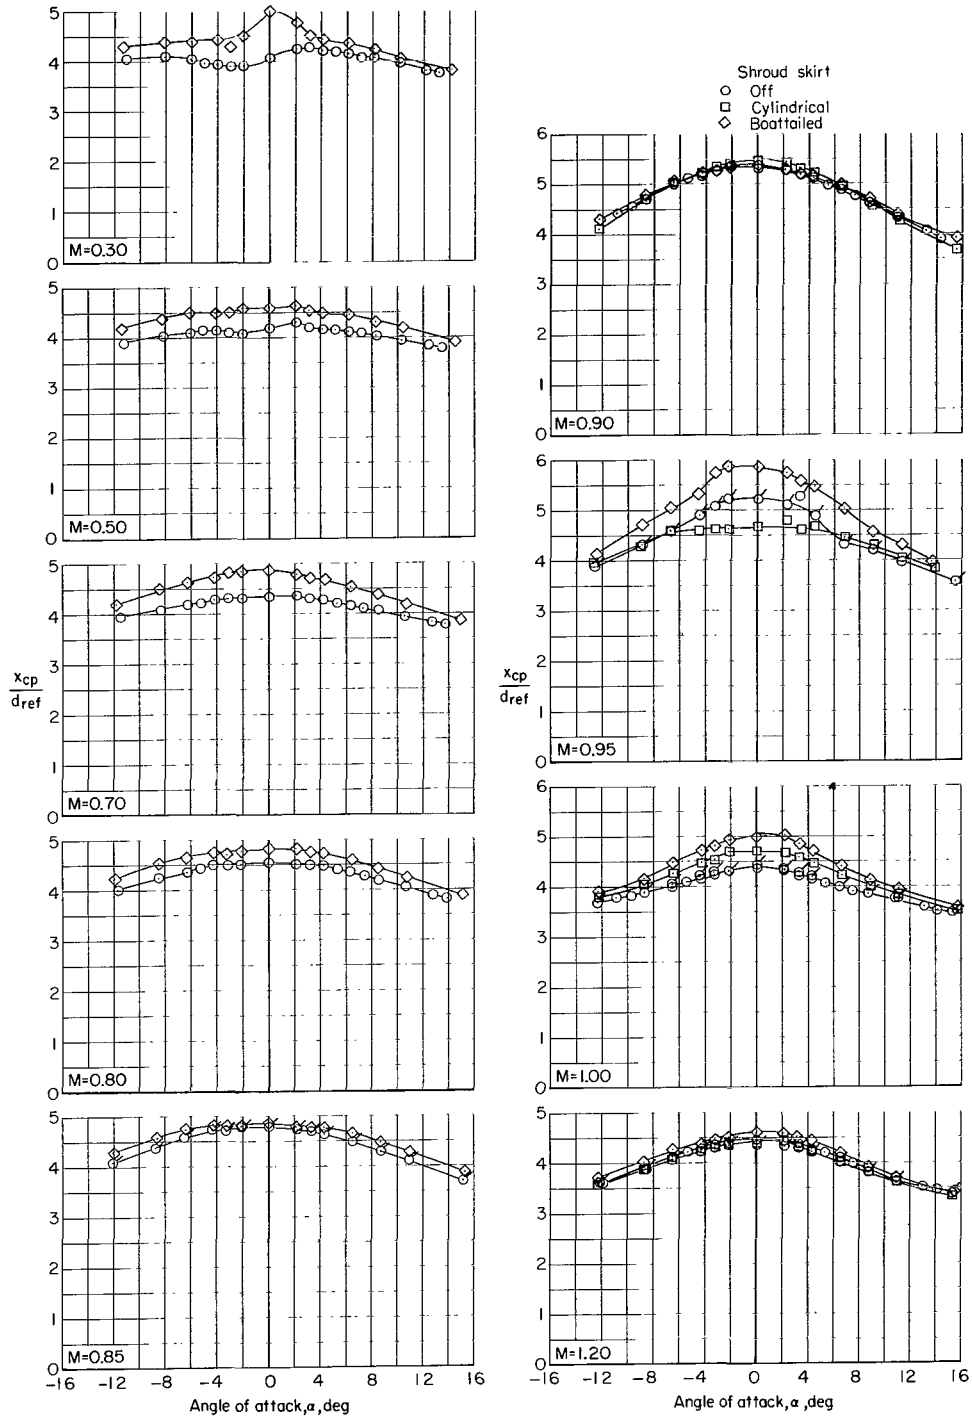 5
4
3
2
1
0
M=0.30
5
4
3
2
1
0
M=0.50
5
4
3
2
1
0
M=0.70
xcp
dref
5
4
3
2
1
0
M=0.80
5
4
3
2
1
0
M=0.85
-16 -12 -8 -4 0 4 8 12 16
Angle of attack, α, deg
Shroud skirt
Off
Cylindrical
Boattailed
6
5
4
3
2
1
0
M=0.90
6
5
4
3
2
1
0
M=0.95
xcp
dref
6
5
4
3
2
1
0
M=1.00
5
4
3
2
1
0
M=1.20
-16 -12 -8 -4 0 4 8 12 16
Angle of attack, α, deg